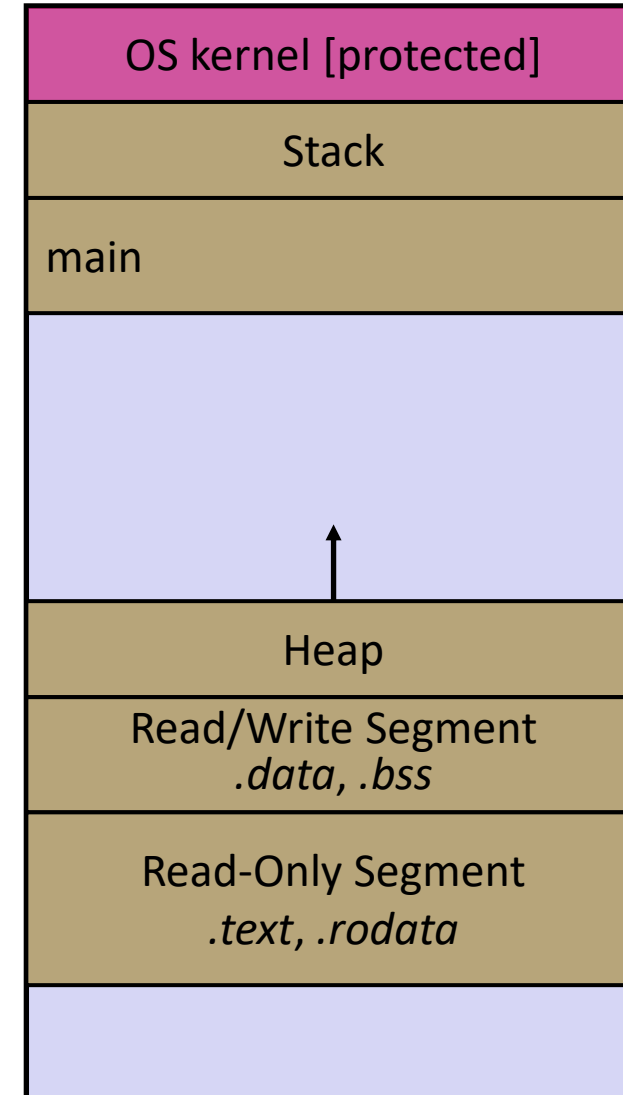 OS kernel [protected]
Stack
main
Heap
Read/Write Segment
.data, .bss
Read-Only Segment
.text, .rodata